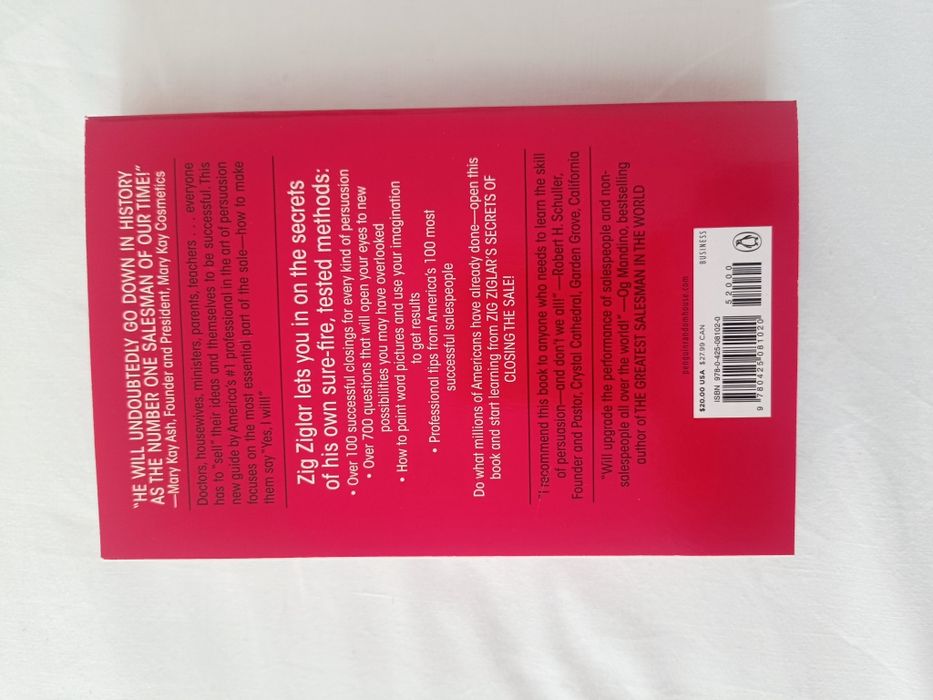 "HE WILL UNDOUBTEDLY GO DOWN IN HISTORY
AS THE NUMBER ONE SALESMAN OF OUR TIME!"
—Mary Kay Ash, Founder and President, Mary Kay Cosmetics
Doctors, housewives, ministers, parents, teachers . . . everyone
has to "sell" their ideas and themselves to be successful. This
new guide by America's #1 professional in the art of persuasion
focuses on the most essential part of the sale—how to make
them say "Yes, I will!"
Zig Ziglar lets you in on the secrets
of his own sure-fire, tested methods:
• Over 100 successful closings for every kind of persuasion
• Over 700 questions that will open your eyes to new
possibilities you may have overlooked
• How to paint word pictures and use your imagination
to get results
• Professional tips from America's 100 most
successful salespeople
Do what millions of Americans have already done—open this
book and start learning from ZIG ZIGLAR'S SECRETS OF
CLOSING THE SALE!
"I recommend this book to anyone who needs to learn the skill
of persuasion—and don't we all!" —Robert H. Schuller,
Founder and Pastor, Crystal Cathedral, Garden Grove, California
"Will upgrade the performance of salespeople and non-
salespeople all over the world!" —Og Mandino, bestselling
author of THE GREATEST SALESMAN IN THE WORLD
penguinrandomhouse.com
BUSINESS
$20.00 USA $27.99 CAN
ISBN 978-0-425-08102-0
52000
9 780425 081020